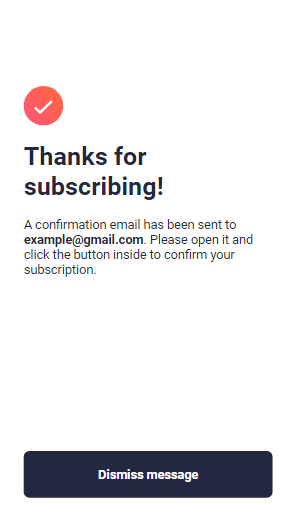 Thanks for
subscribing!
A confirmation email has been sent to
example@gmail.com. Please open it and
click the button inside to confirm your
subscription.
Dismiss message